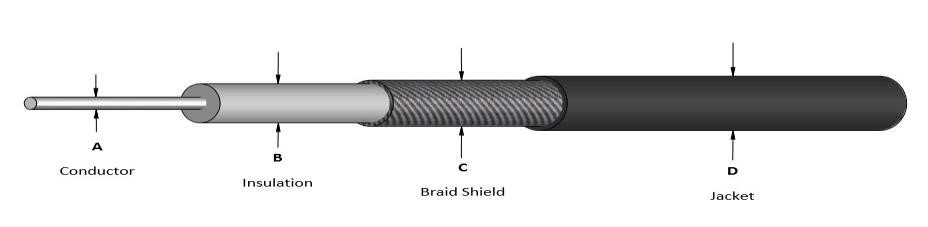 A
Conductor
B
Insulation
C
Braid Shield
D
Jacket